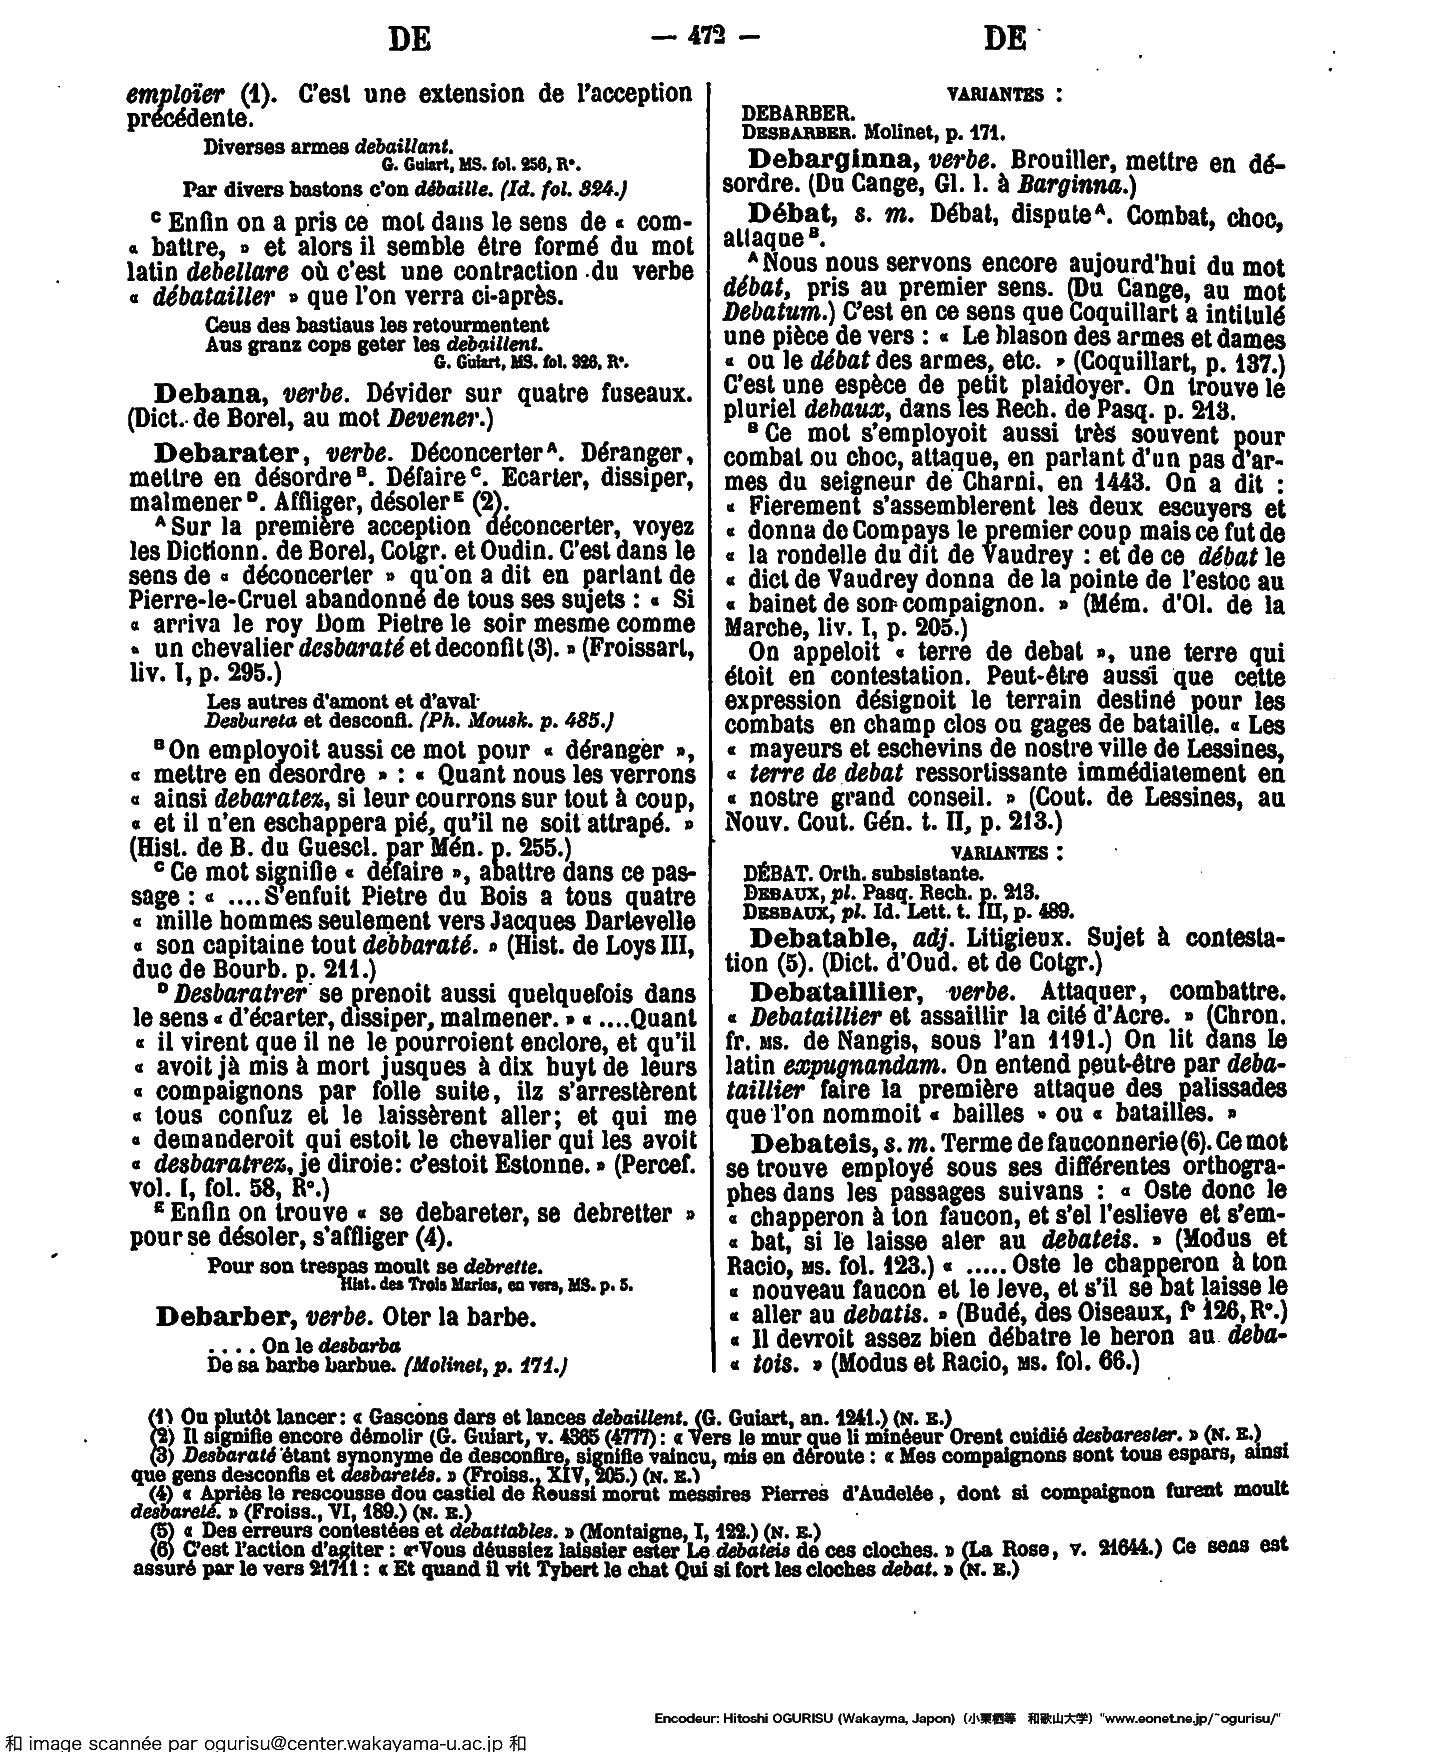 DE
— 472 —
DE
emploïer (1). C'est une extension de l'acception
précédente.
Diverses armes debaillant.
G. Guiart, MS. fol. 256, R°.
Par divers bastons c'on débaille. (Id. fol. 324.)
C Enfin on a pris ce mot dans le sens de « com-
« battre, » et alors il semble être formé du mot
latin debellare où c'est une contraction du verbe
« débatailler » que l'on verra ci-après.
Ceus des bastiaus les retourmentent
Aus granz cops geter les debaillent.
G. Guiart, MS. fol. 326, R°.
Debana, verbe. Dévider sur quatre fuseaux.
(Dict. de Borel, au mot Devener.)
Debarater, verbe. Déconcerter A. Déranger,
mettre en désordre B. Défaire C. Ecarter, dissiper,
malmener D. Affliger, désoler E (2).
A Sur la première acception déconcerter, voyez
les Dictionn. de Borel, Cotgr. et Oudin. C'est dans le
sens de « déconcerter » qu'on a dit en parlant de
Pierre-le-Cruel abandonné de tous ses sujets : « Si
« arriva le roy Dom Pietre le soir mesme comme
« un chevalier desbaraté et deconfit (3). » (Froissart,
liv. I, p. 295.)
Les autres d'amont et d'aval
Desbareta et desconfi. (Ph. Mousk. p. 485.)
B On employoit aussi ce mot pour « déranger »,
« mettre en desordre » : « Quant nous les verrons
« ainsi debaratez, si leur courrons sur tout à coup,
« et il n'en eschappera pié, qu'il ne soit attrapé. »
(Hist. de B. du Guescl. par Mén. p. 255.)
C Ce mot signifie « défaire », abattre dans ce pas-
sage : « ....S'enfuit Pietre du Bois a tous quatre
« mille hommes seulement vers Jacques Dartevelle
« son capitaine tout debbaraté. » (Hist. de Loys III,
duc de Bourb. p. 211.)
D Desbaratrer se prenoit aussi quelquefois dans
le sens « d'écarter, dissiper, malmener. » « ....Quant
« il virent que il ne le pourroient enclore, et qu'il
« avoit jà mis à mort jusques à dix huyt de leurs
« compaignons par folle suite, ilz s'arrestèrent
« tous confuz et le laissèrent aller; et qui me
« demanderoit qui estoit le chevalier qui les avoit
« desbaratrez, je diroie: c'estoit Estonne. » (Percef.
vol. I, fol. 58, R°.)
E Enfin on trouve « se debareter, se debretter »
pour se désoler, s'affliger (4).
Pour son trespas moult se debrette.
Hist. des Trois Maries, en vers, MS. p. 5.
Debarber, verbe. Oter la barbe.
. . . . On le desbarba
De sa barbe barbue. (Molinet, p. 171.)
VARIANTES :
DEBARBER.
DESBARBER. Molinet, p. 171.
Debarginna, verbe. Brouiller, mettre en dé-
sordre. (Du Cange, Gl. l. à Barginna.)
Débat, s. m. Débat, dispute A. Combat, choc,
attaque B.
A Nous nous servons encore aujourd'hui du mot
débat, pris au premier sens. (Du Cange, au mot
Debatum.) C'est en ce sens que Coquillart a intitulé
une pièce de vers : « Le blason des armes et dames
« ou le débat des armes, etc. » (Coquillart, p. 137.)
C'est une espèce de petit plaidoyer. On trouve le
pluriel debaux, dans les Rech. de Pasq. p. 213.
B Ce mot s'employoit aussi très souvent pour
combat ou choc, attaque, en parlant d'un pas d'ar-
mes du seigneur de Charni, en 1443. On a dit :
« Fierement s'assemblerent les deux escuyers et
« donna de Compays le premier coup mais ce fut de
« la rondelle du dit de Vaudrey : et de ce débat le
« dict de Vaudrey donna de la pointe de l'estoc au
« bainet de son compaignon. » (Mém. d'Ol. de la
Marche, liv. I, p. 205.)
On appeloit « terre de debat », une terre qui
étoit en contestation. Peut-être aussi que cette
expression désignoit le terrain destiné pour les
combats en champ clos ou gages de bataille. « Les
« mayeurs et eschevins de nostre ville de Lessines,
« terre de debat ressortissante immédiatement en
« nostre grand conseil. » (Cout. de Lessines, au
Nouv. Cout. Gén. t. II, p. 213.)
VARIANTES :
DÉBAT. Orth. subsistante.
DEBAUX, pl. Pasq. Rech. p. 213.
DESBAUX, pl. Id. Lett. t. III, p. 489.
Debatable, adj. Litigieux. Sujet à contesta-
tion (5). (Dict. d'Oud. et de Cotgr.)
Debataillier, verbe. Attaquer, combattre.
« Debataillier et assaillir la cité d'Acre. » (Chron.
fr. MS. de Nangis, sous l'an 1191.) On lit dans le
latin expugnandam. On entend peut-être par deba-
taillier faire la première attaque des palissades
que l'on nommoit « bailles » ou « batailles. »
Debateis, s. m. Terme de fauconnerie (6). Ce mot
se trouve employé sous ses différentes orthogra-
phes dans les passages suivans : « Oste donc le
« chapperon à ton faucon, et s'el l'eslieve et s'em-
« bat, si le laisse aler au debateis. » (Modus et
Racio, MS. fol. 123.) « ..... Oste le chapperon à ton
« nouveau faucon et le leve, et s'il se bat laisse le
« aller au debatis. » (Budé, des Oiseaux, f° 126, R°.)
« Il devroit assez bien débatre le heron au deba-
« tois. » (Modus et Racio, MS. fol. 66.)
(1) Ou plutôt lancer : « Gascons dars et lances debaillent. (G. Guiart, an. 1241.) (N. E.)
(2) Il signifie encore démolir (G. Guiart, v. 4365 (4777) : « Vers le mur que li minéeur Orent cuidié desbarester. » (N. E.)
(3) Desbaraté étant synonyme de desconfire, signifie vaincu, mis en déroute : « Mes compaignons sont tous espars, ainsi
que gens desconfis et desbaretés. » (Froiss., XIV, 205.) (N. E.)
(4) « Apriès le rescousse dou castiel de Roussi morut messires Pierres d'Audelée, dont si compaignon furent moult
desbareté. » (Froiss., VI, 189.) (N. E.)
(5) « Des erreurs contestées et debattables. » (Montaigne, I, 122.) (N. E.)
(6) C'est l'action d'agiter : « Vous déussiez laissier ester Le debateis de ces cloches. » (La Rose, v. 21644.) Ce sens est
assuré par le vers 21711 : « Et quand il vit Tybert le chat Qui si fort les cloches debat. » (N. E.)
Encodeur: Hitoshi OGURISU (Wakayma, Japon) (小栗栖等 和歌山大学) "www.eonet.ne.jp/~ogurisu/"
和 image scannée par ogurisu@center.wakayama-u.ac.jp 和